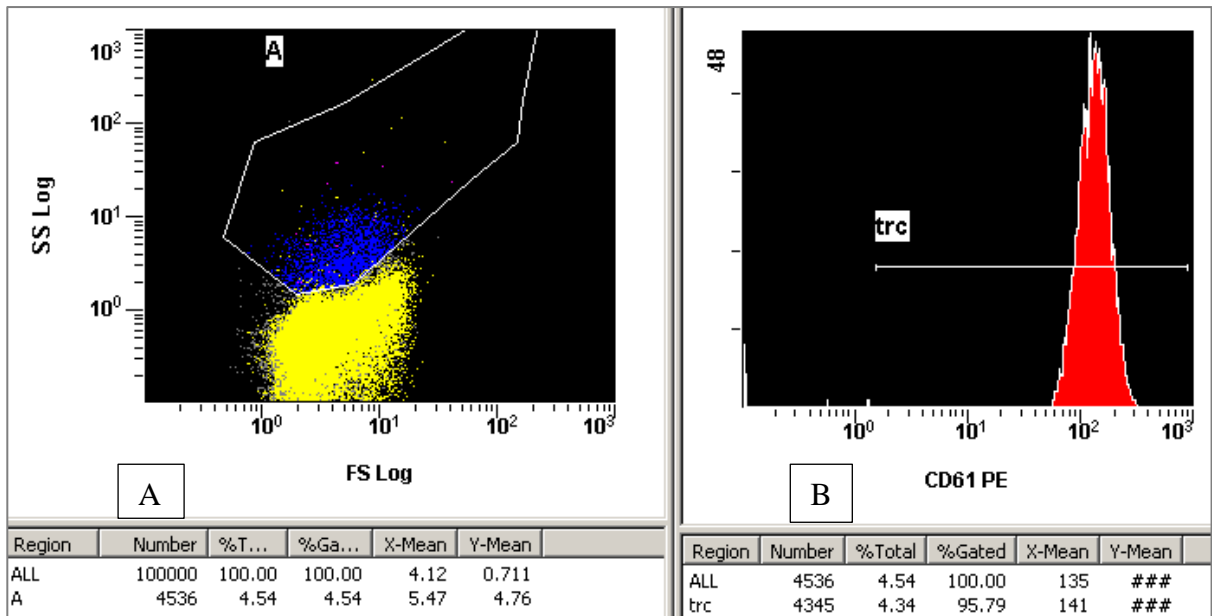 A
10³
10²
10¹
10⁰
SS Log
10⁰ 10¹ 10² 10³
FS Log
A
Region Number %T... %Ga... X-Mean Y-Mean
ALL 100000 100.00 100.00 4.12 0.711
A 4536 4.54 4.54 5.47 4.76
48
trc
10⁰ 10¹ 10² 10³
CD61 PE
B
Region Number %Total %Gated X-Mean Y-Mean
ALL 4536 4.54 100.00 135 ###
trc 4345 4.34 95.79 141 ###